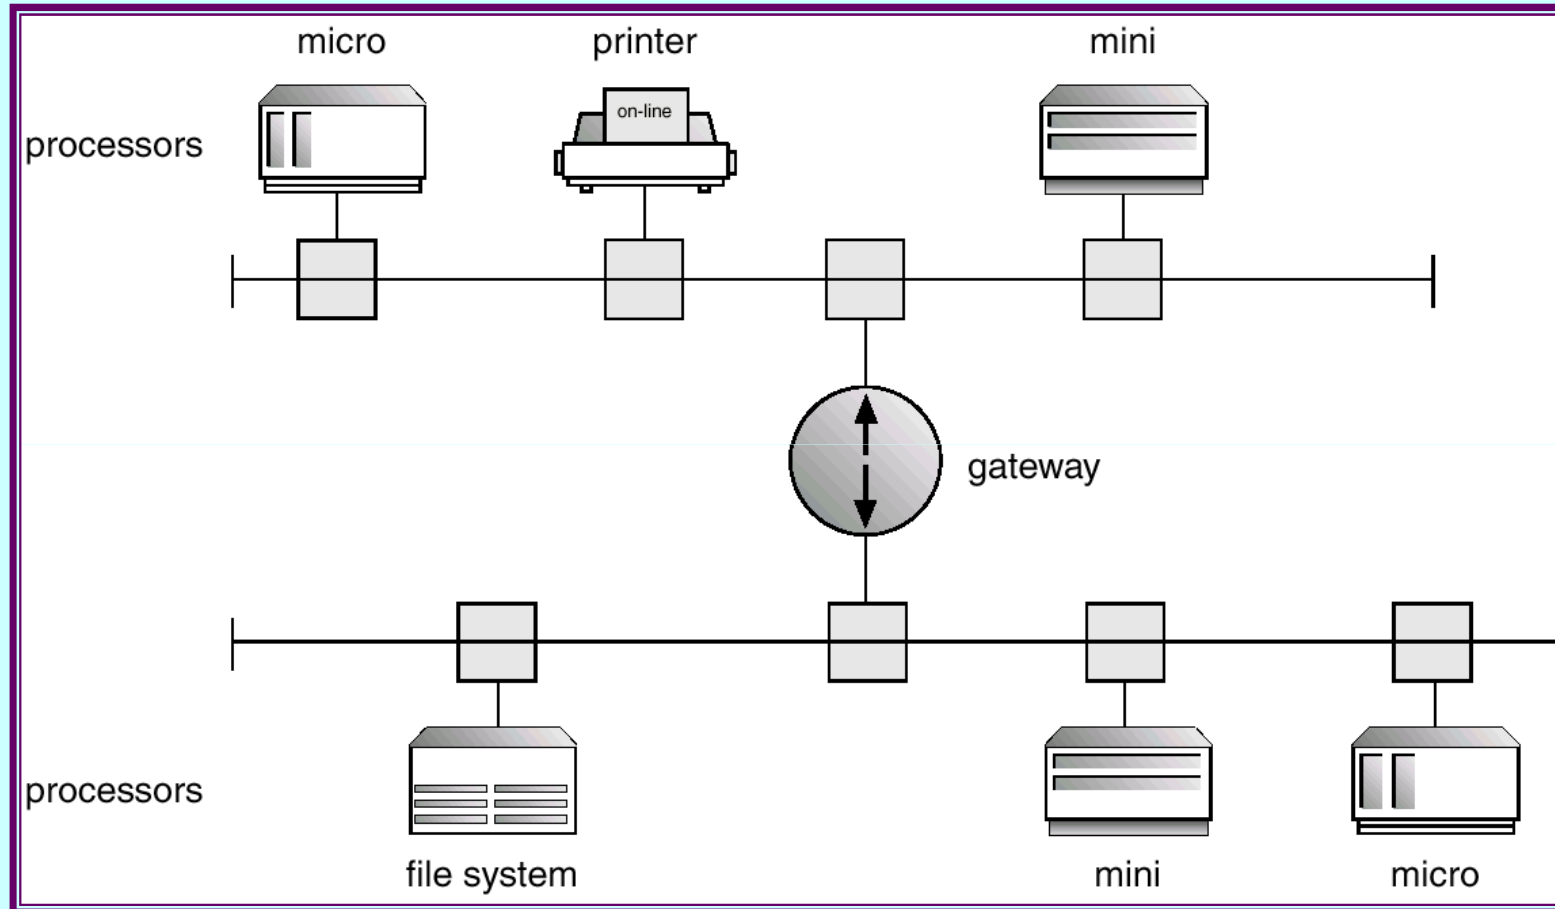 micro
printer
mini
on-line
processors
gateway
processors
file system
mini
micro